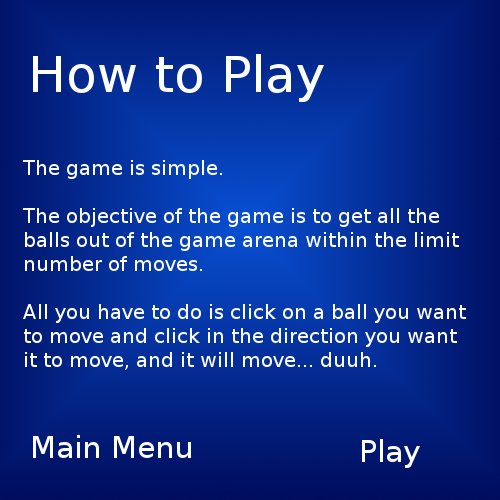 How to Play
The game is simple.
The objective of the game is to get all the
balls out of the game arena within the limit
number of moves.
All you have to do is click on a ball you want
to move and click in the direction you want
it to move, and it will move... duuh.
Main Menu
Play